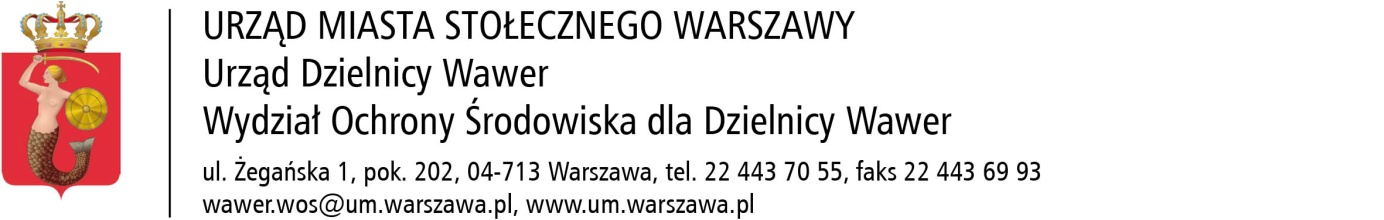 URZĄD MIASTA STOŁECZNEGO WARSZAWY
Urząd Dzielnicy Wawer
Wydział Ochrony Środowiska dla Dzielnicy Wawer
ul. Żegańska 1, pok. 202, 04-713 Warszawa, tel. 22 443 70 55, faks 22 443 69 93
wawer.wos@um.warszawa.pl, www.um.warszawa.pl